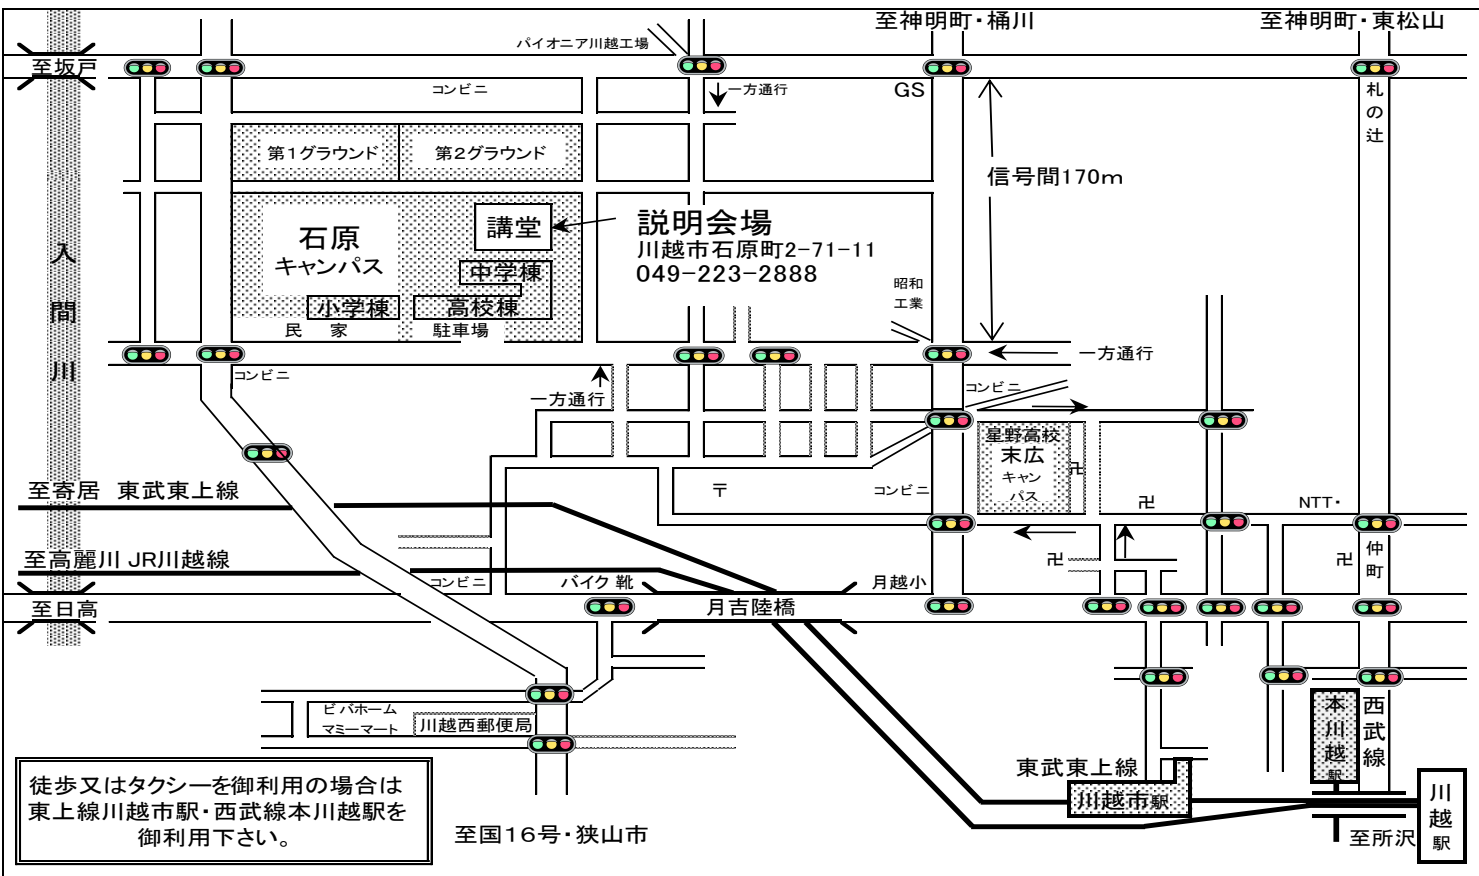 至神明町・桶川
至神明町・東松山
パイオニア川越工場
至坂戸
コンビニ
一方通行
GS
札の辻
第1グラウンド
第2グラウンド
信号間170m
入間川
石原
キャンパス
講堂
説明会場
川越市石原町2-71-11
049-223-2888
中学棟
小学棟
高校棟
民 家
駐車場
昭和
工業
一方通行
コンビニ
一方通行
コンビニ
星野高校
末広
キャン
パス
卍
至寄居 東武東上線
〒
コンビニ
卍
NTT・
至高麗川 JR川越線
コンビニ
バイク 靴
月越小
卍
卍
仲町
至日高
月吉陸橋
ビバホーム
マミーマート
川越西郵便局
本川越駅
西武線
東武東上線
川越市駅
川越駅
至所沢
徒歩又はタクシーを御利用の場合は
東上線川越市駅・西武線本川越駅を
御利用下さい。
至国16号・狭山市